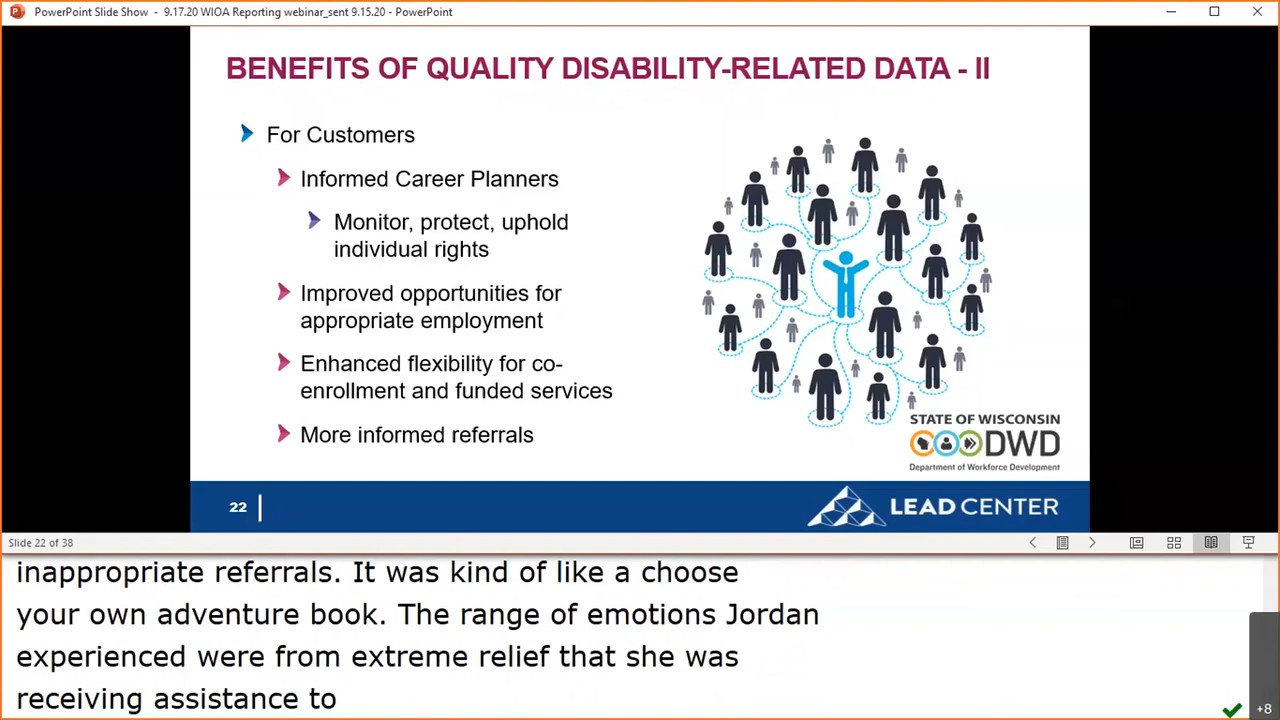 PowerPoint Slide Show - 9.17.20 WIOA Reporting webinar_sent 9.15.20 - PowerPoint
BENEFITS OF QUALITY DISABILITY-RELATED DATA - II
For Customers
Informed Career Planners
Monitor, protect, uphold
individual rights
Improved opportunities for
appropriate employment
Enhanced flexibility for co-
enrollment and funded services
More informed referrals
STATE OF WISCONSIN
DWD
Department of Workforce Development
22
LEAD CENTER
Slide 22 of 38
inappropriate referrals. It was kind of like a choose
your own adventure book. The range of emotions Jordan
experienced were from extreme relief that she was
receiving assistance to
+8